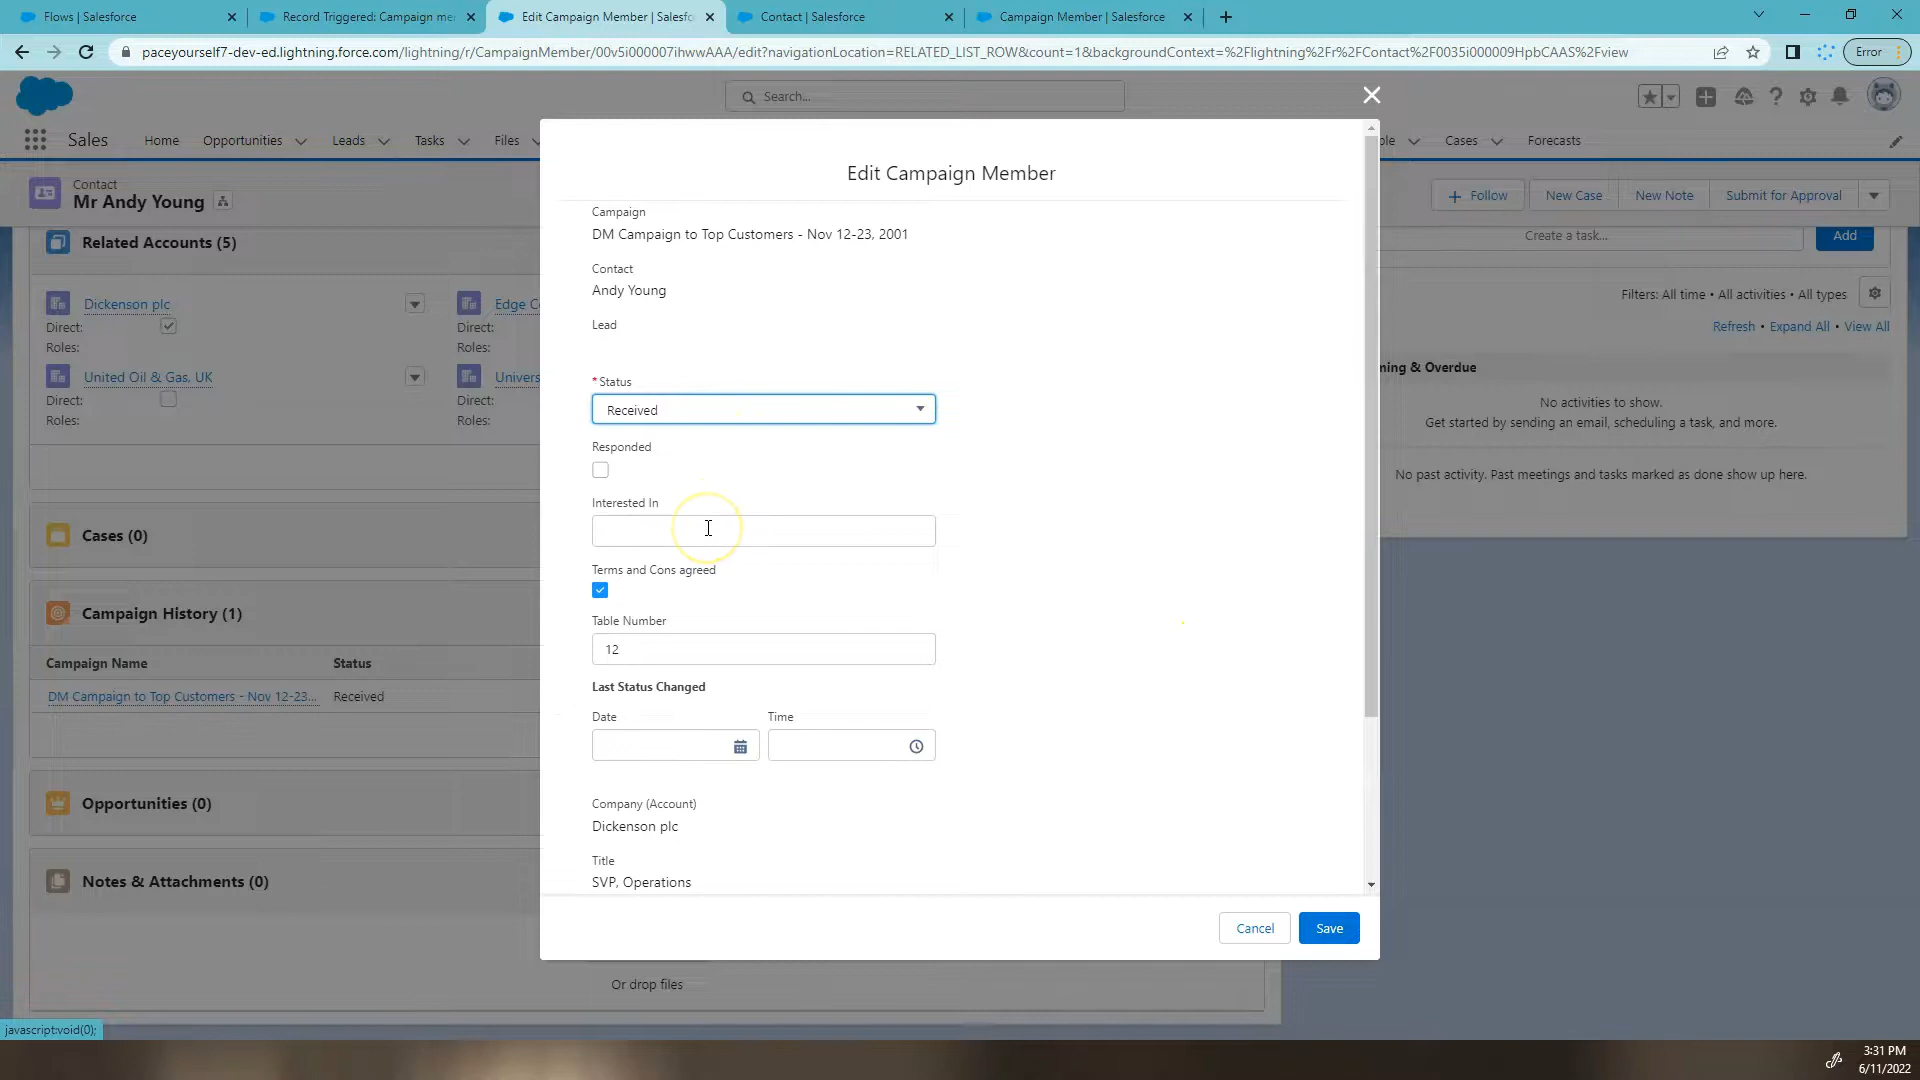 Flows | Salesforce
Record Triggered: Campaign me
Edit Campaign Member | Salesfo
Contact | Salesforce
Campaign Member | Salesforce
paceyourself7-dev-ed.lightning.force.com/lightning/r/CampaignMember/00v5i000007ihwwAAA/edit?navigationLocation=RELATED_LIST_ROW&count=1&backgroundContext=%2Flightning%2Fr%2FContact%2F0035i000009HpbCAAS%2Fview
Error
Search...
Sales
Home
Opportunities
Leads
Tasks
Files
ple
Cases
Forecasts
Contact
Mr Andy Young
Follow
New Case
New Note
Submit for Approval
Related Accounts (5)
Dickenson plc
Direct:
Roles:
Edge C
Direct:
Roles:
United Oil & Gas, UK
Direct:
Roles:
Univers
Direct:
Roles:
Cases (0)
Campaign History (1)
Campaign Name
Status
DM Campaign to Top Customers - Nov 12-23...
Received
Opportunities (0)
Notes & Attachments (0)
Or drop files
Edit Campaign Member
Campaign
DM Campaign to Top Customers - Nov 12-23, 2001
Contact
Andy Young
Lead
*Status
Received
Responded
Interested In
Terms and Cons agreed
Table Number
12
Last Status Changed
Date
Time
Company (Account)
Dickenson plc
Title
SVP, Operations
Cancel
Save
Create a task...
Add
Filters: All time • All activities • All types
Refresh • Expand All • View All
ning & Overdue
No activities to show.
Get started by sending an email, scheduling a task, and more.
No past activity. Past meetings and tasks marked as done show up here.
javascript:void(0);
3:31 PM
6/11/2022